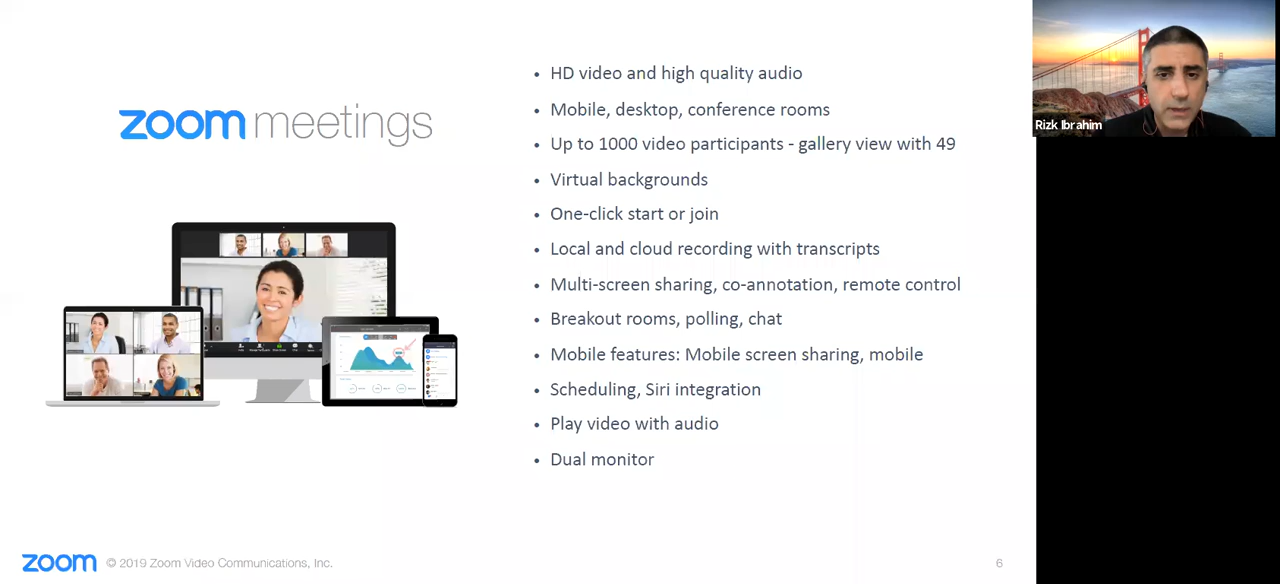 zoom meetings
• HD video and high quality audio
• Mobile, desktop, conference rooms
• Up to 1000 video participants - gallery view with 49
• Virtual backgrounds
• One-click start or join
• Local and cloud recording with transcripts
• Multi-screen sharing, co-annotation, remote control
• Breakout rooms, polling, chat
• Mobile features: Mobile screen sharing, mobile
• Scheduling, Siri integration
• Play video with audio
• Dual monitor
zoom © 2019 Zoom Video Communications, Inc.
6
Rizk Ibrahim